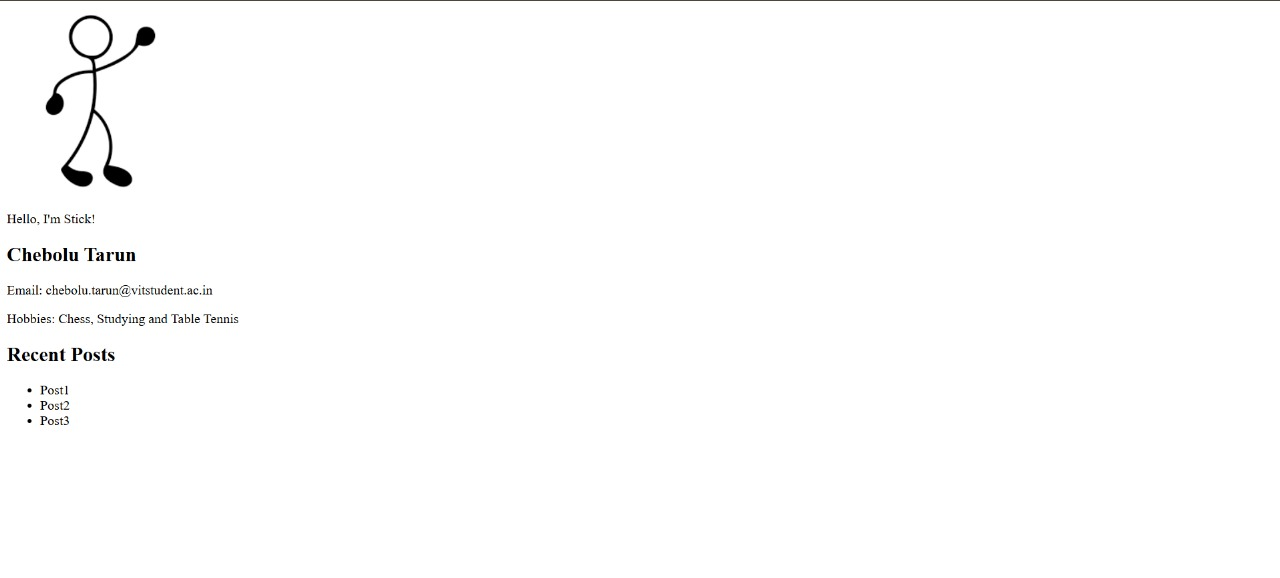 Hello, I'm Stick!
Chebolu Tarun
Email: chebolu.tarun@vitstudent.ac.in
Hobbies: Chess, Studying and Table Tennis
Recent Posts
• Post1
• Post2
• Post3